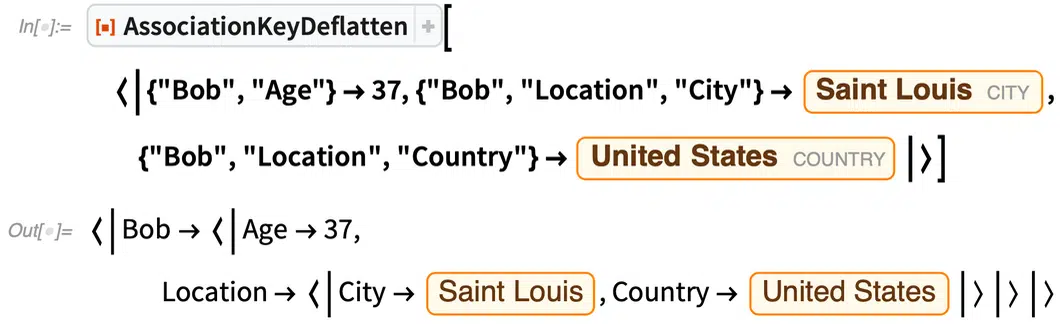 In[•]:= [▪] AssociationKeyDeflatten + [
<|{"Bob", "Age"} → 37, {"Bob", "Location", "City"} → Saint Louis CITY ,
{"Bob", "Location", "Country"} → United States COUNTRY |>]
Out[•]= <|Bob → <|Age → 37,
Location → <|City → Saint Louis , Country → United States |>|>|>